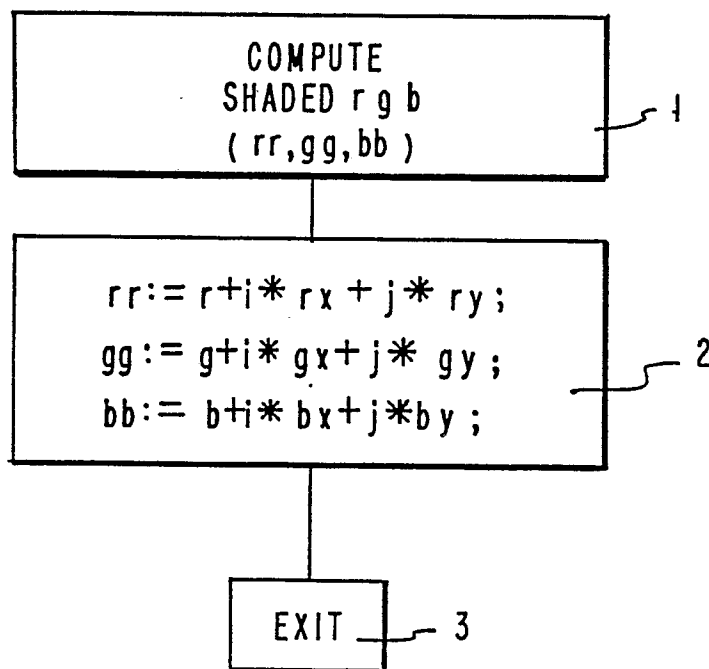 COMPUTE
SHADED r g b
(rr,gg,bb)
1
rr:= r+i* rx + j* ry;
gg:= g+i* gx+j* gy;
bb:= b+i* bx+j*by;
2
EXIT
3